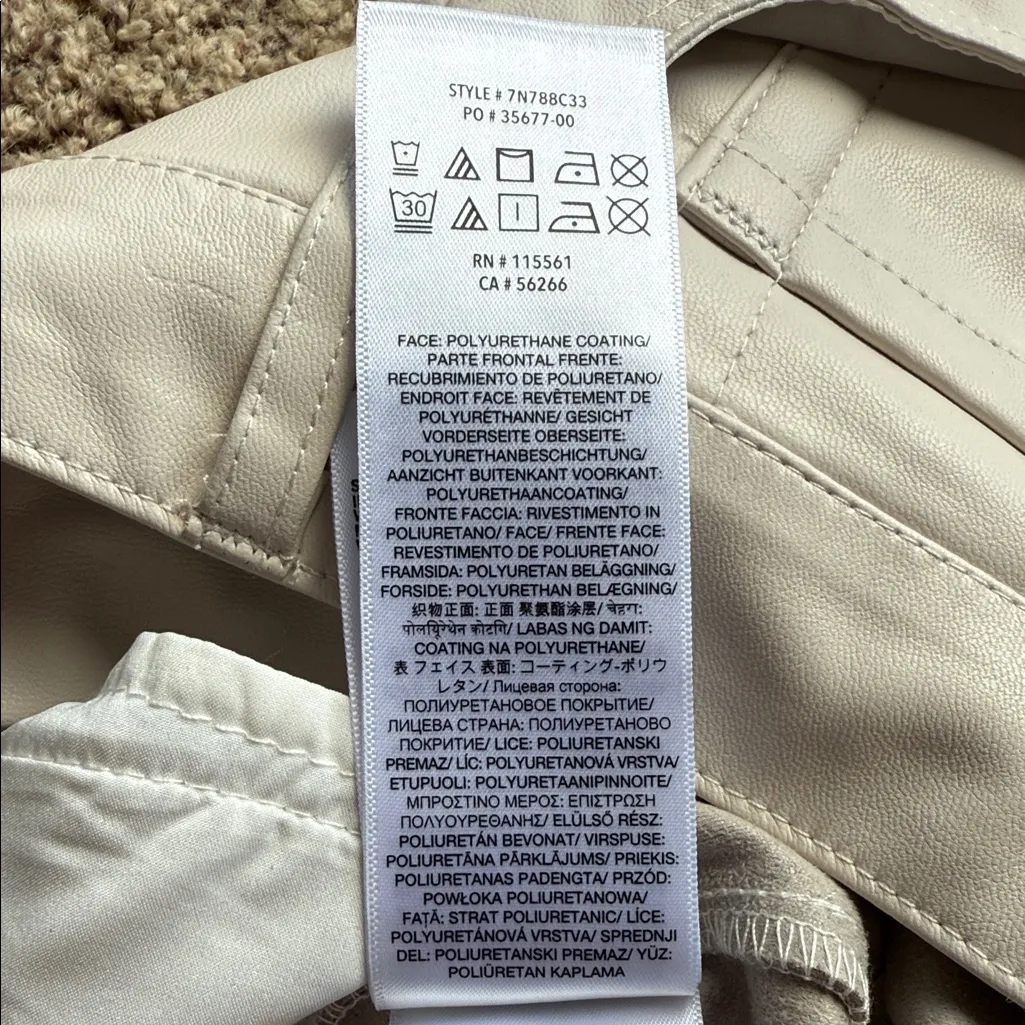 STYLE # 7N788C33
PO # 35677-00
30
RN # 115561
CA # 56266
FACE: POLYURETHANE COATING/
PARTE FRONTAL FRENTE:
RECUBRIMIENTO DE POLIURETANO/
ENDROIT FACE: REVÊTEMENT DE
POLYURÉTHANNE/ GESICHT
VORDERSEITE OBERSEITE:
POLYURETHANBESCHICHTUNG/
AANZICHT BUITENKANT VOORKANT:
POLYURETHAANCOATING/
FRONTE FACCIA: RIVESTIMENTO IN
POLIURETANO/ FACE/ FRENTE FACE:
REVESTIMENTO DE POLIURETANO/
FRAMSIDA: POLYURETAN BELÄGGNING/
FORSIDE: POLYURETHAN BELÆGNING/
织物正面: 正面 聚氨酯涂层/ चेहरा:
पोलयूिरेथेन कोटगि/ LABAS NG DAMIT:
COATING NA POLYURETHANE/
表 フェイス 表面: コーティング-ポリウ
レタン/ Лицевая сторона:
ПОЛИУРЕТАНОВОЕ ПОКРЫТИЕ/
ЛИЦЕВА СТРАНА: ПОЛИУРЕТАНОВО
ПОКРИТИЕ/ LICE: POLIURETANSKI
PREMAZ/ LÍC: POLYURETANOVÁ VRSTVA/
ETUPUOLI: POLYURETAANIPINNOITE/
ΜΠΡΟΣΤΙΝΟ ΜΕΡΟΣ: ΕΠΙΣΤΡΩΣΗ
ΠΟΛΥΟΥΡΕΘΑΝΗΣ/ ELÜLSŐ RÉSZ:
POLIURETÁN BEVONAT/ VIRSPUSE:
POLIURETĀNA PĀRKLĀJUMS/ PRIEKIS:
POLIURETANAS PADENGTA/ PRZÓD:
POWŁOKA POLIURETANOWA/
FAȚĂ: STRAT POLIURETANIC/ LÍCE:
POLYURETÁNOVÁ VRSTVA/ SPREDNJI
DEL: POLIURETANSKI PREMAZ/ YÜZ:
POLIÜRETAN KAPLAMA